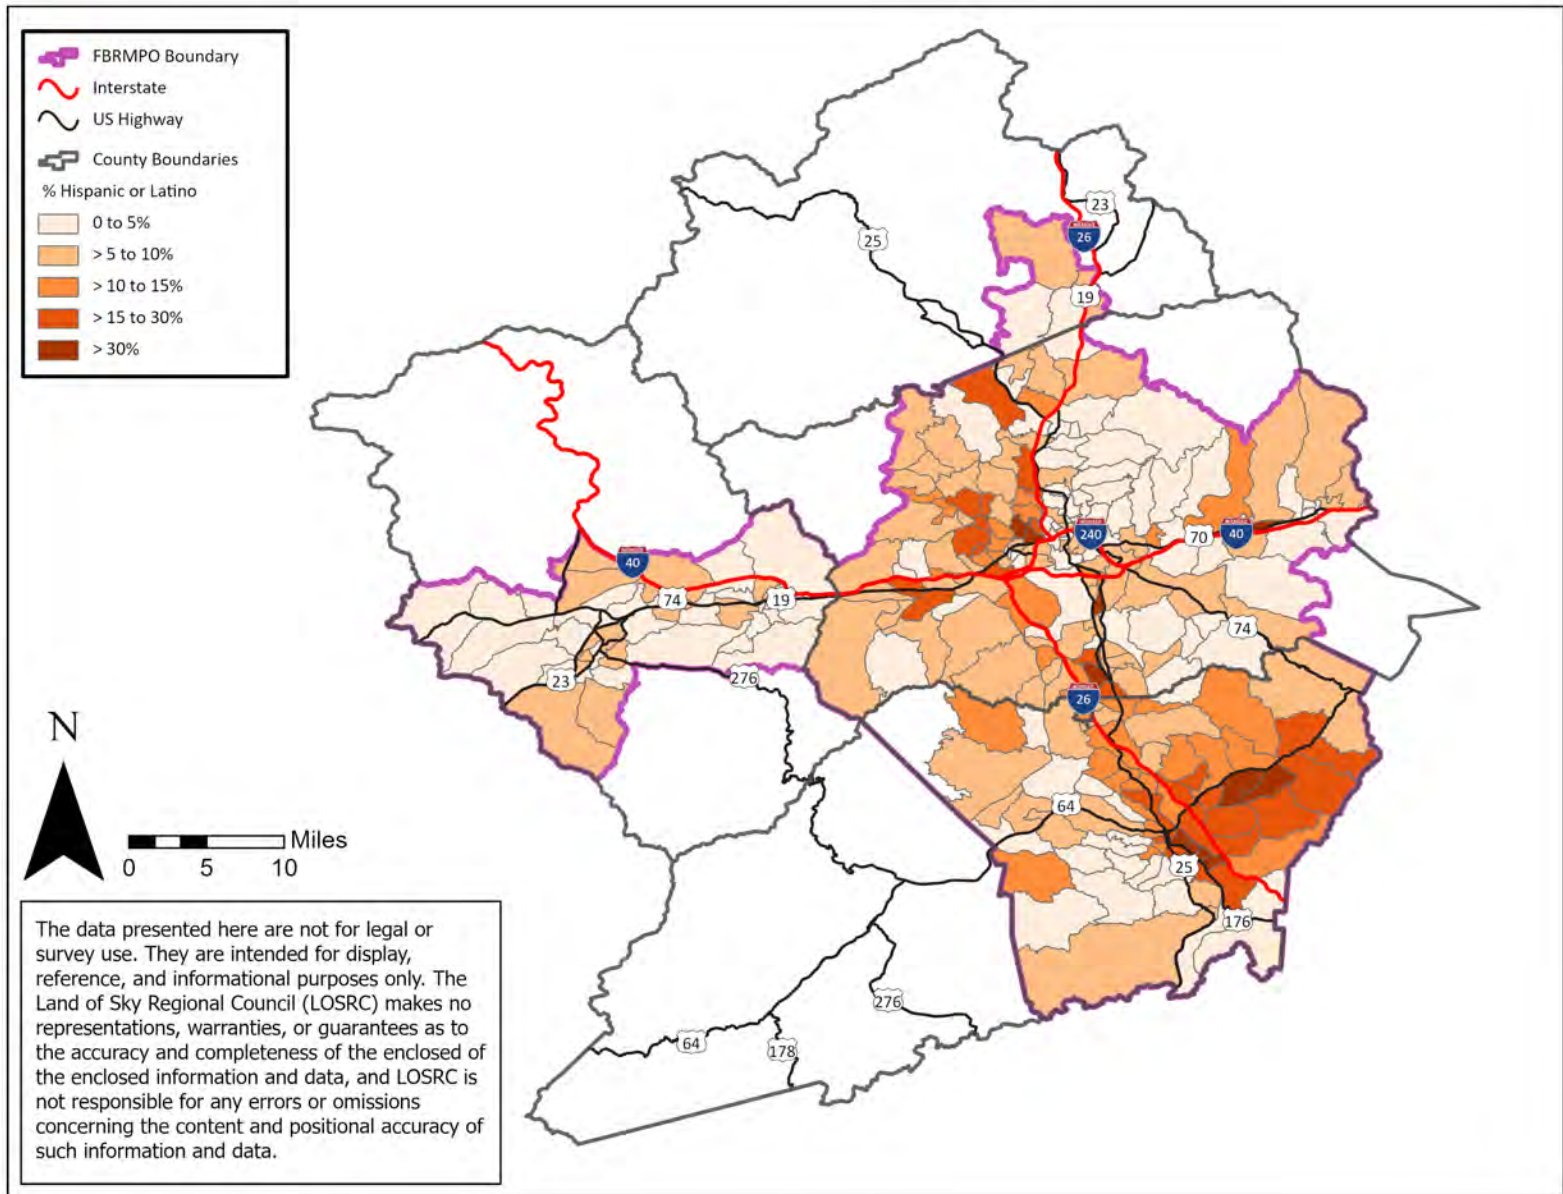 FBRMPO Boundary
Interstate
US Highway
County Boundaries
% Hispanic or Latino
0 to 5%
> 5 to 10%
> 10 to 15%
> 15 to 30%
> 30%
23
25
26
19
240
70
40
40
74
19
74
23
276
26
64
25
176
276
64
178
N
Miles
0 5 10
The data presented here are not for legal or
survey use. They are intended for display,
reference, and informational purposes only. The
Land of Sky Regional Council (LOSRC) makes no
representations, warranties, or guarantees as to
the accuracy and completeness of the enclosed of
the enclosed information and data, and LOSRC is
not responsible for any errors or omissions
concerning the content and positional accuracy of
such information and data.